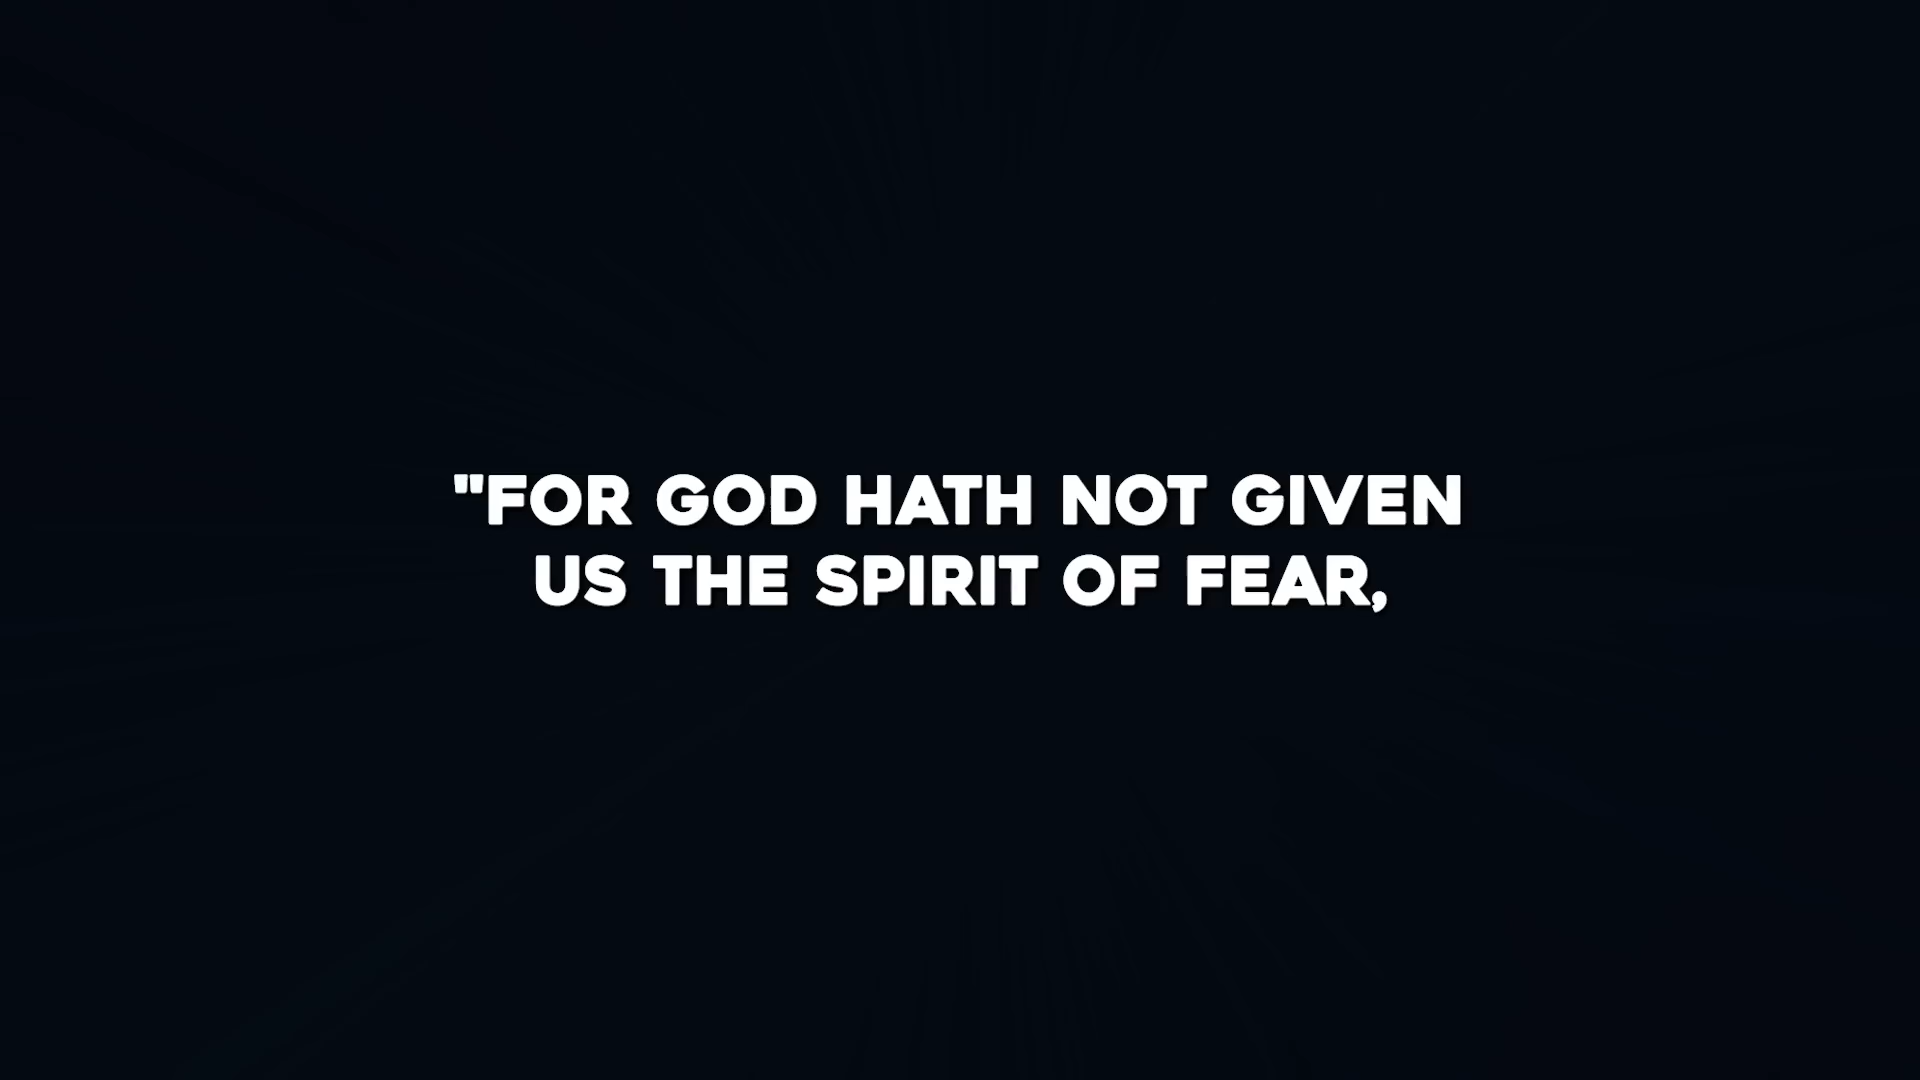 "FOR GOD HATH NOT GIVEN
US THE SPIRIT OF FEAR,